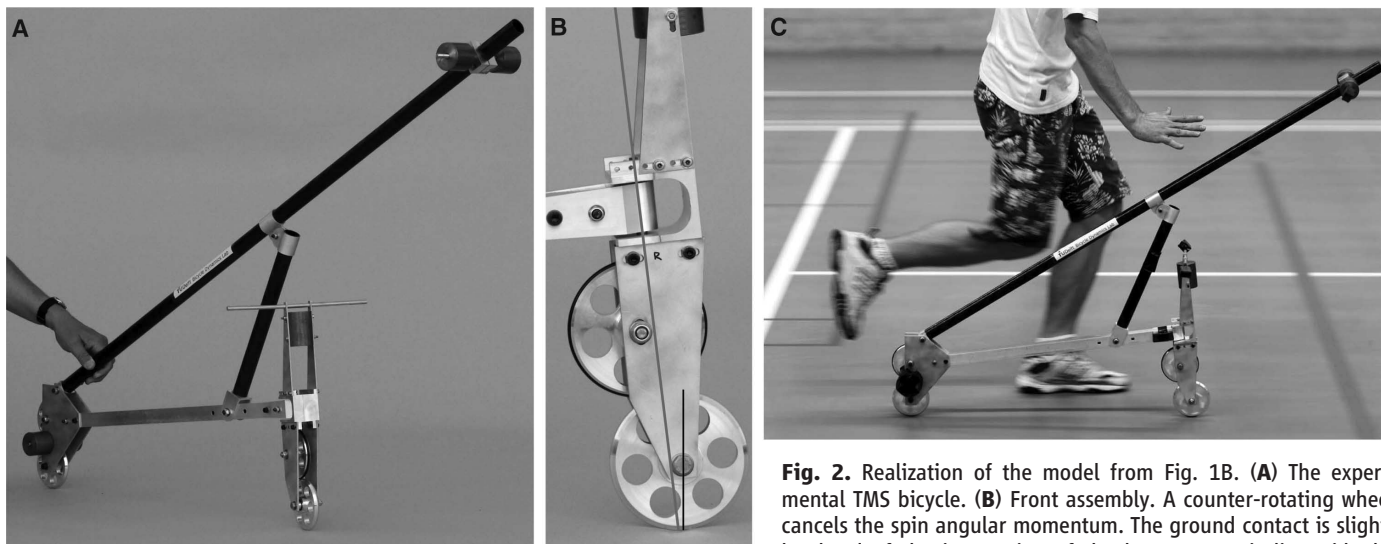 A
B
C
R
Fig. 2. Realization of the model from Fig. 1B. (A) The exper
mental TMS bicycle. (B) Front assembly. A counter-rotating whee
cancels the spin angular momentum. The ground contact is sligh